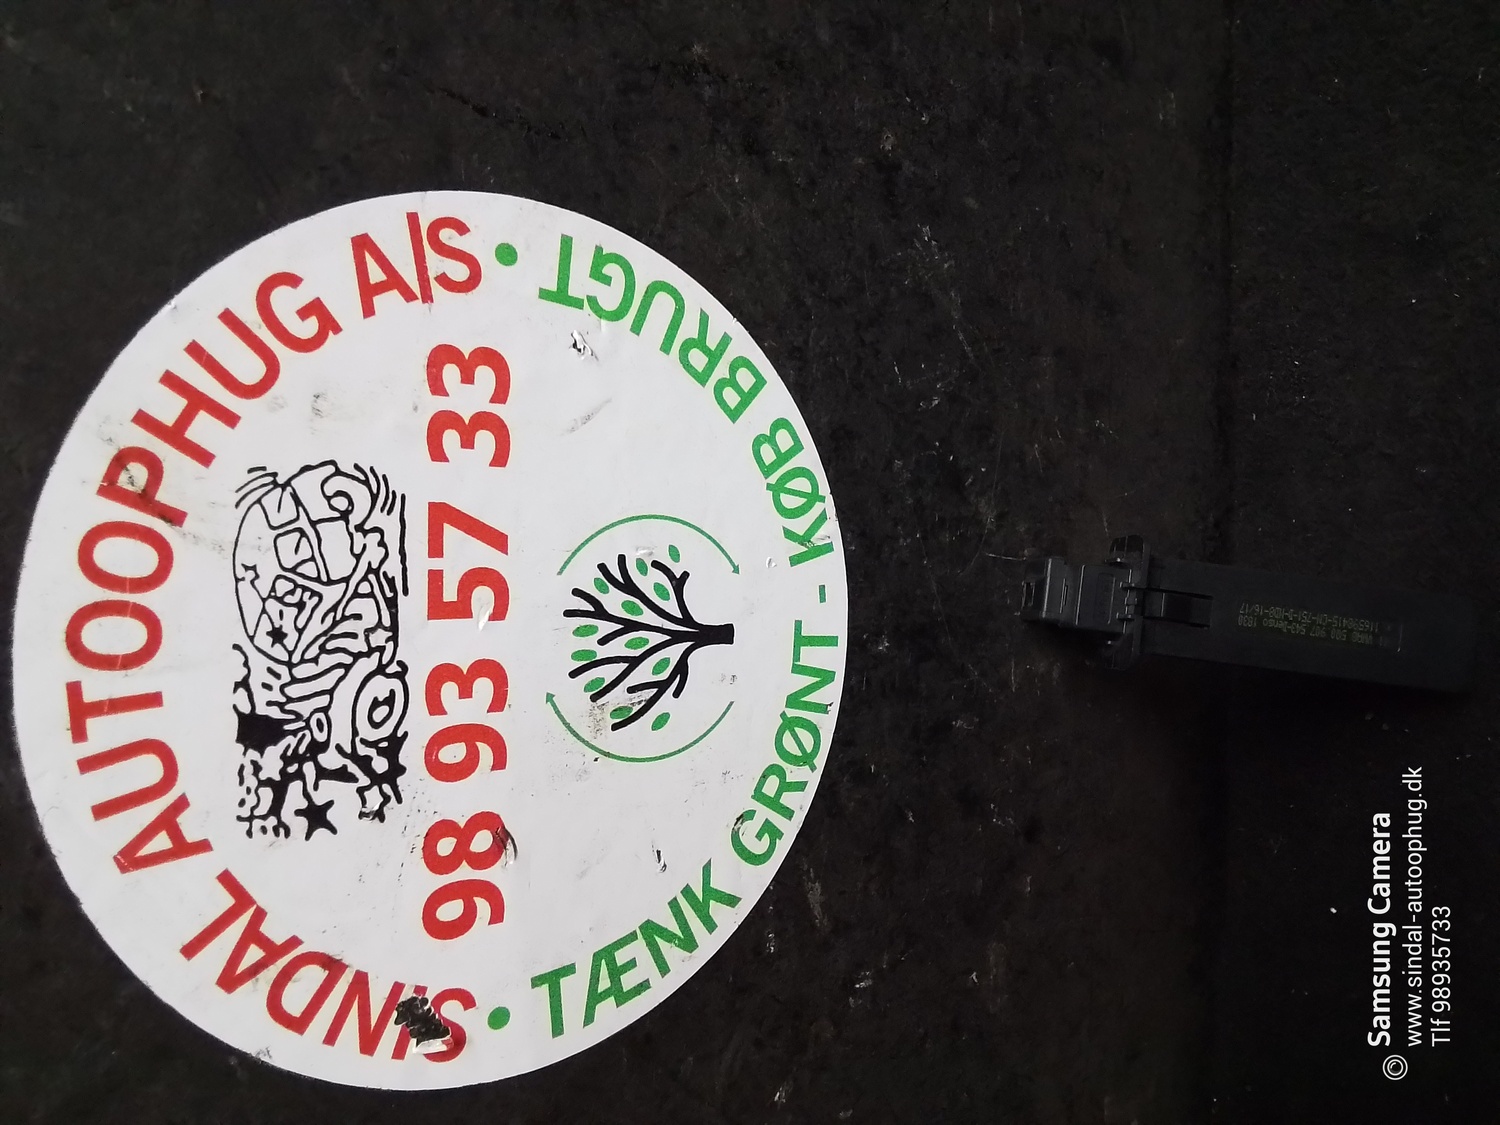 SINDAL AUTOOPHUG A/S
98 93 57 33
• TÆNK GRØNT - KØB BRUGT •
© Samsung Camera
www.sindal-autoophug.dk
Tlf 98935733